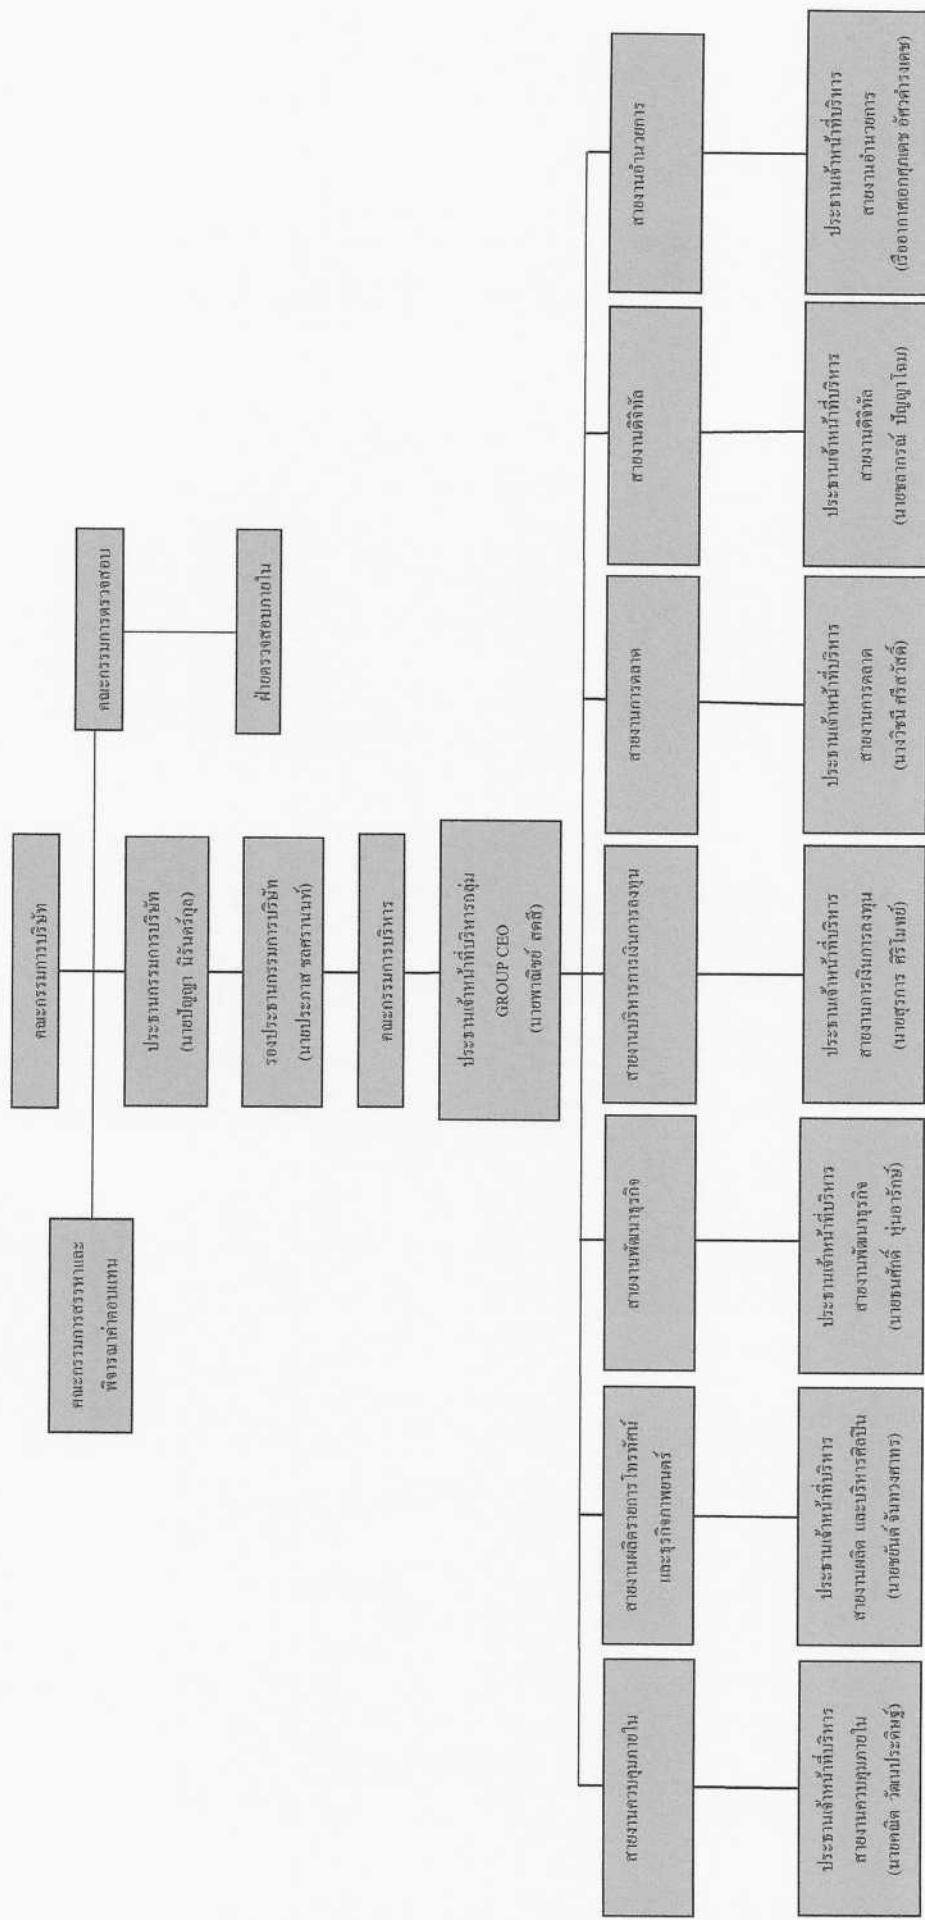 คณะกรรมการบริษัท
คณะกรรมการสรรหาและ
พิจารณาค่าตอบแทน
คณะกรรมการตรวจสอบ
ประธานกรรมการบริษัท
(นายปัญญา นิรันดร์กุล)
ฝ่ายตรวจสอบภายใน
รองประธานกรรมการบริษัท
(นายประภาส ชลศรานนท์)
คณะกรรมการบริหาร
ประธานเจ้าหน้าที่บริหารกลุ่ม
GROUP CEO
(นายพาณิชย์ สดสี)
สายงานควบคุมภายใน
สายงานผลิตรายการโทรทัศน์
และธุรกิจภาพยนตร์
สายงานพัฒนาธุรกิจ
สายงานบริหารการเงินการลงทุน
สายงานการตลาด
สายงานดิจิทัล
สายงานอำนวยการ
ประธานเจ้าหน้าที่บริหาร
สายงานควบคุมภายใน
(นายคณิต วัฒนประดิษฐ์)
ประธานเจ้าหน้าที่บริหาร
สายงานผลิต และบริหารศิลปิน
(นายชยันต์ จันทวงศาทร)
ประธานเจ้าหน้าที่บริหาร
สายงานพัฒนาธุรกิจ
(นายธนศักดิ์ หุ่นอารักษ์)
ประธานเจ้าหน้าที่บริหาร
สายงานการเงินการลงทุน
(นายสุรการ ศิริโมทย์)
ประธานเจ้าหน้าที่บริหาร
สายงานการตลาด
(นางวิชนี ศรีสวัสดิ์)
ประธานเจ้าหน้าที่บริหาร
สายงานดิจิทัล
(นายชลากรณ์ ปัญญาโฉม)
ประธานเจ้าหน้าที่บริหาร
สายงานอำนวยการ
(เรืออากาศเอกศุภเดช อัศวดำรงเดช)